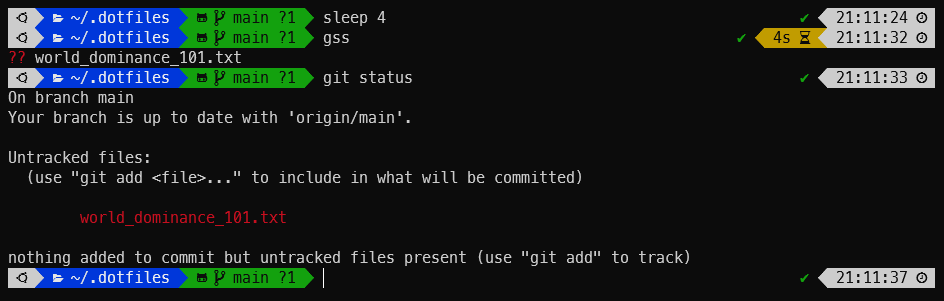 ~/.dotfiles main ?1 sleep 4 ✔ 21:11:24
~/.dotfiles main ?1 gss ✔ 4s 21:11:32
?? world_dominance_101.txt
~/.dotfiles main ?1 git status ✔ 21:11:33
On branch main
Your branch is up to date with 'origin/main'.
Untracked files:
(use "git add <file>..." to include in what will be committed)
world_dominance_101.txt
nothing added to commit but untracked files present (use "git add" to track)
~/.dotfiles main ?1 ✔ 21:11:37